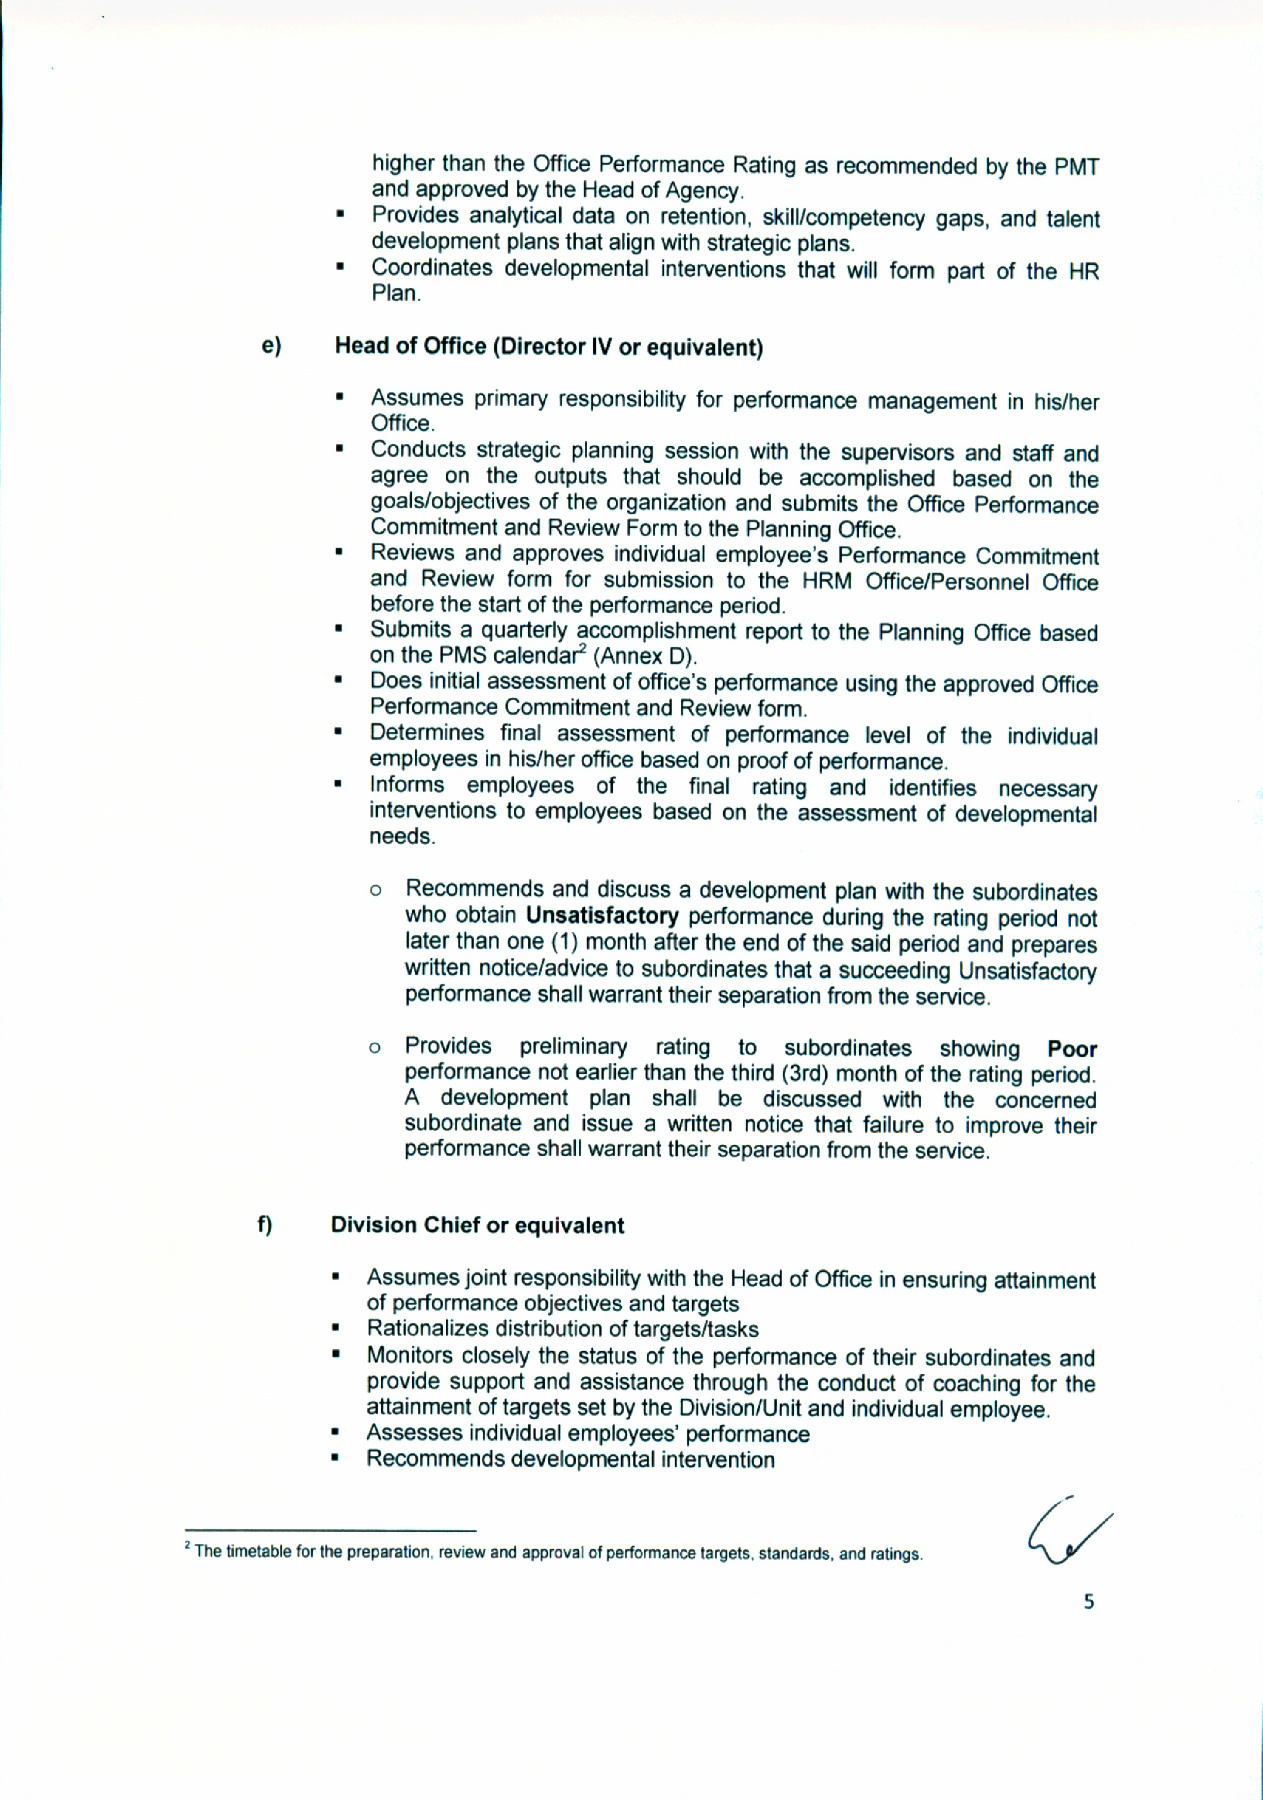 higher than the Office Performance Rating as recommended by the PMT
and approved by the Head of Agency.
▪ Provides analytical data on retention, skill/competency gaps, and talent
development plans that align with strategic plans.
▪ Coordinates developmental interventions that will form part of the HR
Plan.
e) Head of Office (Director IV or equivalent)
▪ Assumes primary responsibility for performance management in his/her
Office.
▪ Conducts strategic planning session with the supervisors and staff and
agree on the outputs that should be accomplished based on the
goals/objectives of the organization and submits the Office Performance
Commitment and Review Form to the Planning Office.
▪ Reviews and approves individual employee's Performance Commitment
and Review form for submission to the HRM Office/Personnel Office
before the start of the performance period.
▪ Submits a quarterly accomplishment report to the Planning Office based
on the PMS calendar² (Annex D).
▪ Does initial assessment of office's performance using the approved Office
Performance Commitment and Review form.
▪ Determines final assessment of performance level of the individual
employees in his/her office based on proof of performance.
▪ Informs employees of the final rating and identifies necessary
interventions to employees based on the assessment of developmental
needs.
o Recommends and discuss a development plan with the subordinates
who obtain Unsatisfactory performance during the rating period not
later than one (1) month after the end of the said period and prepares
written notice/advice to subordinates that a succeeding Unsatisfactory
performance shall warrant their separation from the service.
o Provides preliminary rating to subordinates showing Poor
performance not earlier than the third (3rd) month of the rating period.
A development plan shall be discussed with the concerned
subordinate and issue a written notice that failure to improve their
performance shall warrant their separation from the service.
f) Division Chief or equivalent
▪ Assumes joint responsibility with the Head of Office in ensuring attainment
of performance objectives and targets
▪ Rationalizes distribution of targets/tasks
▪ Monitors closely the status of the performance of their subordinates and
provide support and assistance through the conduct of coaching for the
attainment of targets set by the Division/Unit and individual employee.
▪ Assesses individual employees' performance
▪ Recommends developmental intervention
² The timetable for the preparation, review and approval of performance targets, standards, and ratings.
5